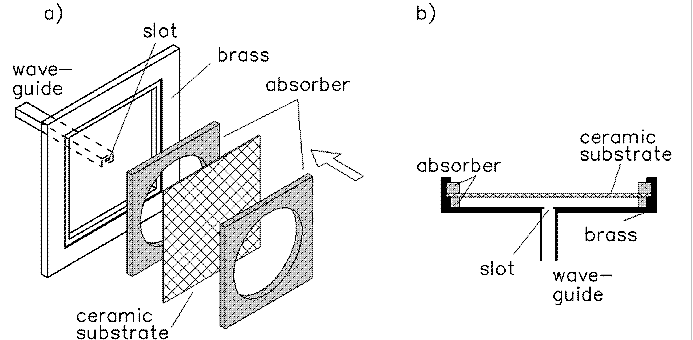 a)
slot
brass
wave-
guide
absorber
ceramic
substrate
b)
ceramic
substrate
absorber
brass
slot
wave-
guide